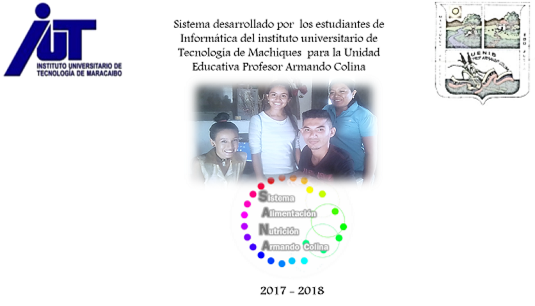 IUT
INSTITUTO UNIVERSITARIO DE
TECNOLOGÍA DE MARACAIBO
Sistema desarrollado por los estudiantes de
Informática del instituto universitario de
Tecnología de Machiques para la Unidad
Educativa Profesor Armando Colina
Sistema
Alimentación
Nutrición
Armando Colina
2017 - 2018